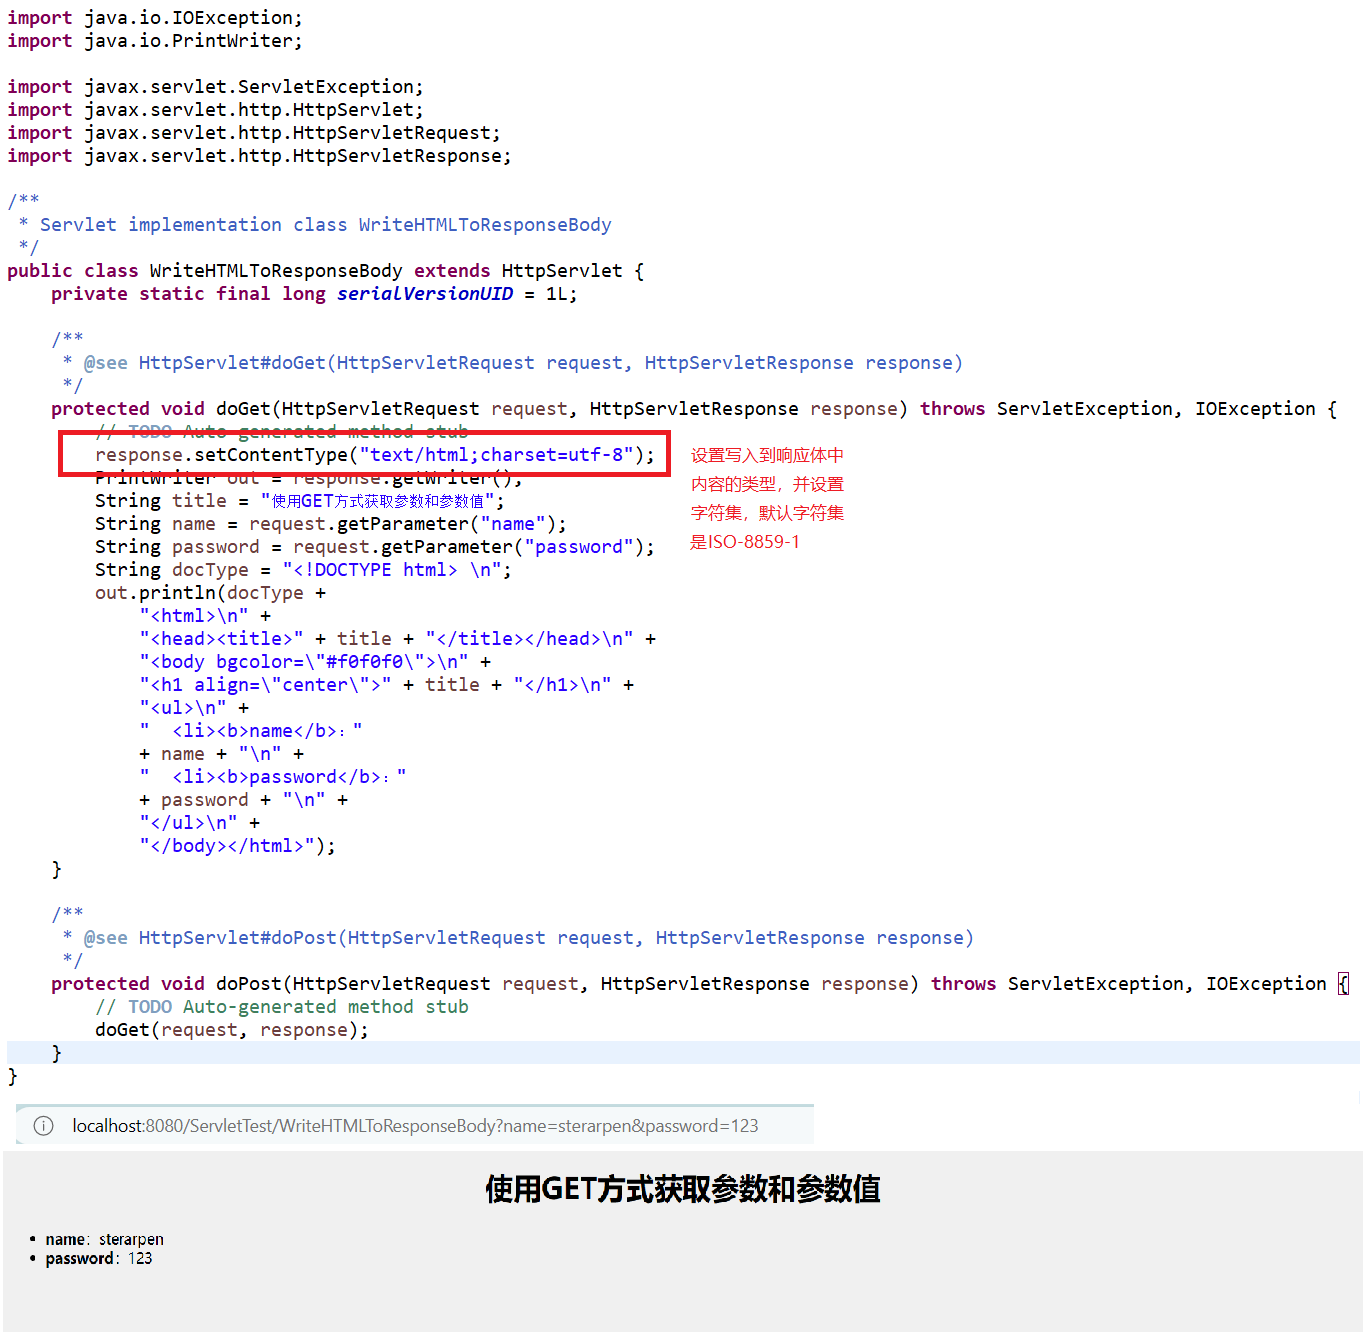 import java.io.IOException;
import java.io.PrintWriter;
import javax.servlet.ServletException;
import javax.servlet.http.HttpServlet;
import javax.servlet.http.HttpServletRequest;
import javax.servlet.http.HttpServletResponse;
/**
 * Servlet implementation class WriteHTMLToResponseBody
 */
public class WriteHTMLToResponseBody extends HttpServlet {
    private static final long serialVersionUID = 1L;
    /**
     * @see HttpServlet#doGet(HttpServletRequest request, HttpServletResponse response)
     */
    protected void doGet(HttpServletRequest request, HttpServletResponse response) throws ServletException, IOException {
        // TODO Auto-generated method stub
        response.setContentType("text/html;charset=utf-8");
        PrintWriter out = response.getWriter();
        String title = "使用GET方式获取参数和参数值";
        String name = request.getParameter("name");
        String password = request.getParameter("password");
        String docType = "<!DOCTYPE html> \n";
        out.println(docType +
            "<html>\n" +
            "<head><title>" + title + "</title></head>\n" +
            "<body bgcolor=\"#f0f0f0\">\n" +
            "<h1 align=\"center\">" + title + "</h1>\n" +
            "<ul>\n" +
            "  <li><b>name</b>："
            + name + "\n" +
            "  <li><b>password</b>："
            + password + "\n" +
            "</ul>\n" +
            "</body></html>");
    }
设置写入到响应体中
内容的类型，并设置
字符集，默认字符集
是ISO-8859-1
    /**
     * @see HttpServlet#doPost(HttpServletRequest request, HttpServletResponse response)
     */
    protected void doPost(HttpServletRequest request, HttpServletResponse response) throws ServletException, IOException {
        // TODO Auto-generated method stub
        doGet(request, response);
    }
}
localhost:8080/ServletTest/WriteHTMLToResponseBody?name=sterarpen&password=123
使用GET方式获取参数和参数值
• name：sterarpen
• password：123